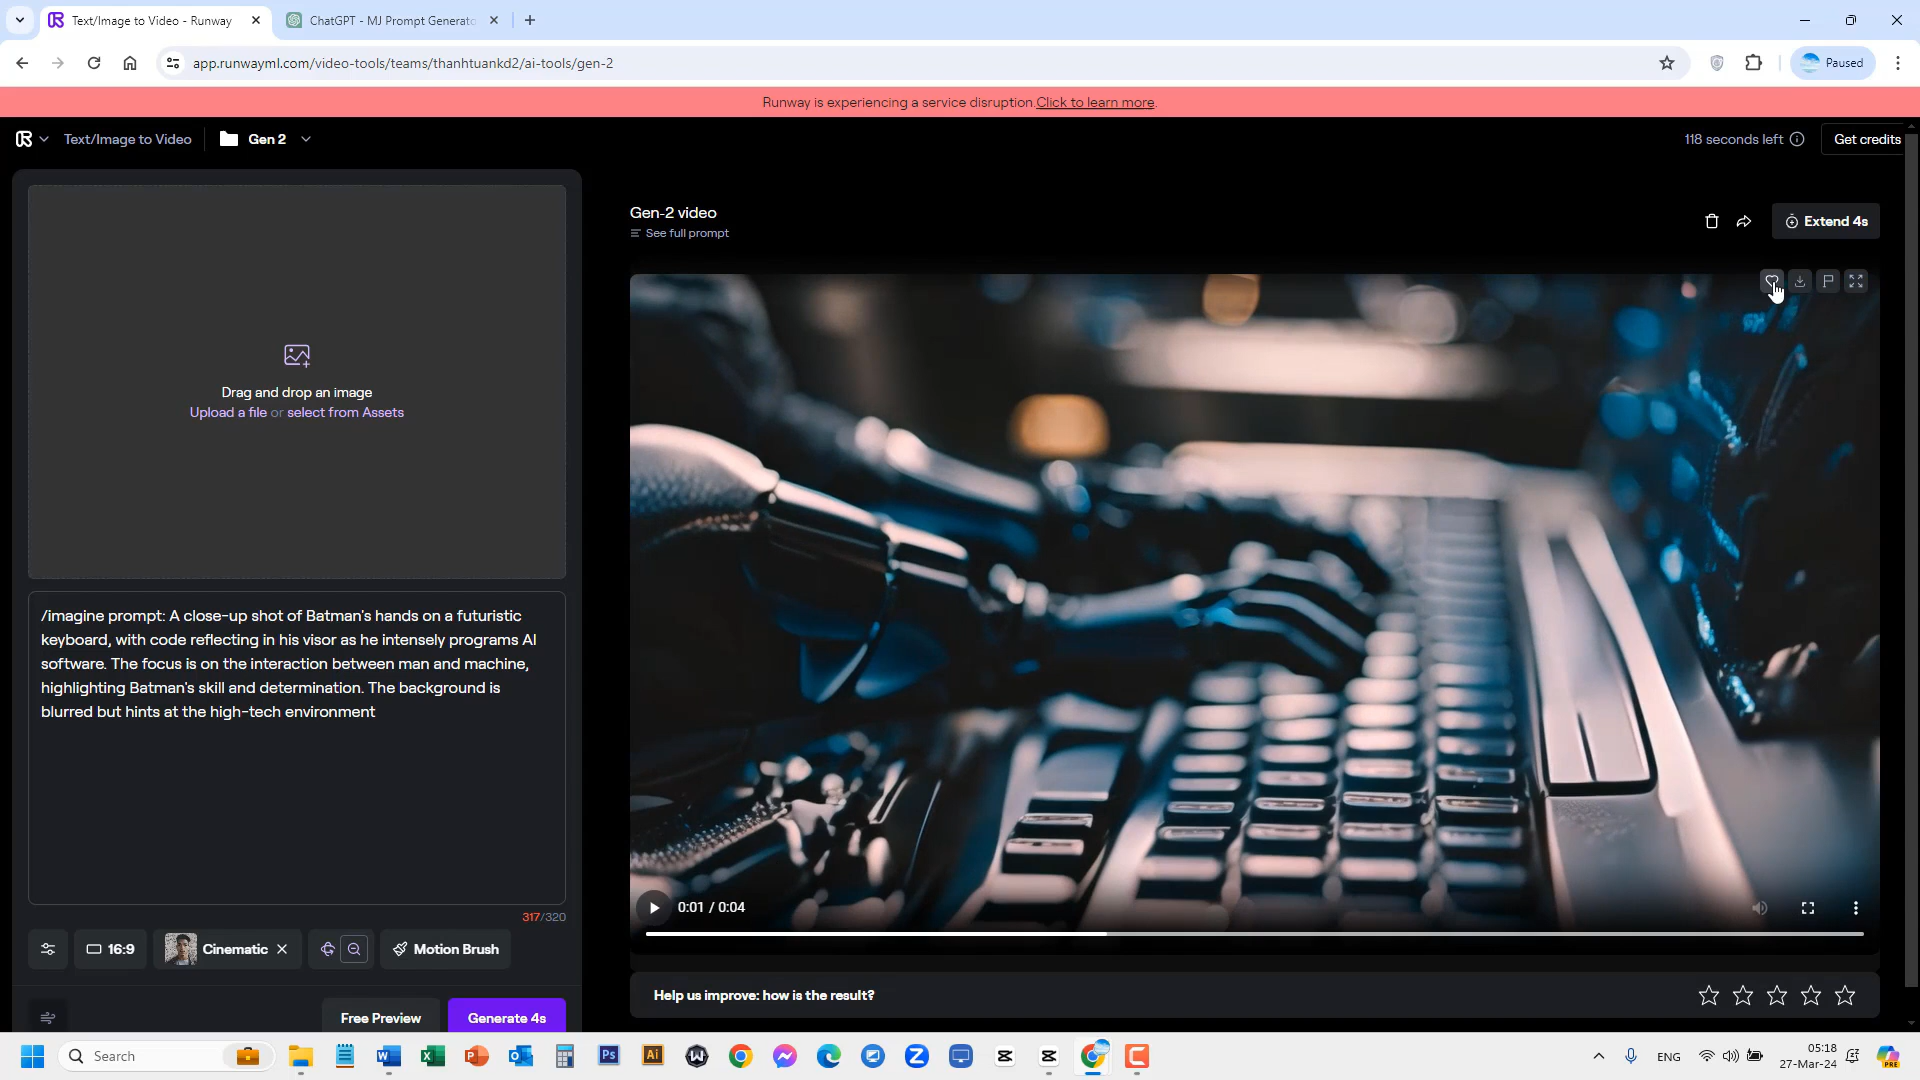 Text/Image to Video - Runway
ChatGPT - MJ Prompt Generato
app.runwayml.com/video-tools/teams/thanhtuankd2/ai-tools/gen-2
Paused
Runway is experiencing a service disruption. Click to learn more.
Text/Image to Video
Gen 2
118 seconds left
Get credits
Gen-2 video
See full prompt
Extend 4s
Drag and drop an image
Upload a file or select from Assets
/imagine prompt: A close-up shot of Batman's hands on a futuristic
keyboard, with code reflecting in his visor as he intensely programs AI
software. The focus is on the interaction between man and machine,
highlighting Batman's skill and determination. The background is
blurred but hints at the high-tech environment
317/320
0:01 / 0:04
16:9
Cinematic
Motion Brush
Help us improve: how is the result?
Free Preview
Generate 4s
Search
Ps
Ai
ENG
05:18
27-Mar-24
PRE